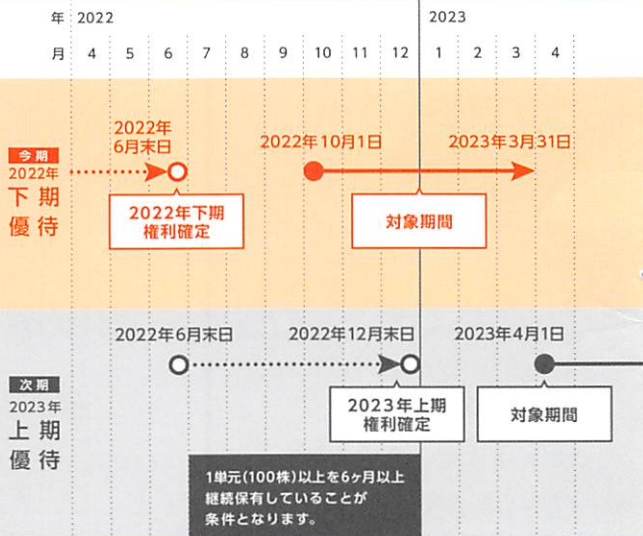 年 2022 2023
月 4 5 6 7 8 9 10 11 12 1 2 3 4
今期
2022年
下期
優待
2022年
6月末日
2022年10月1日
2023年3月31日
2022年下期
権利確定
対象期間
次期
2023年
上期
優待
2022年6月末日
2022年12月末日
2023年4月1日
2023年上期
権利確定
対象期間
1単元(100株)以上を6ヶ月以上
継続保有していることが
条件となります。